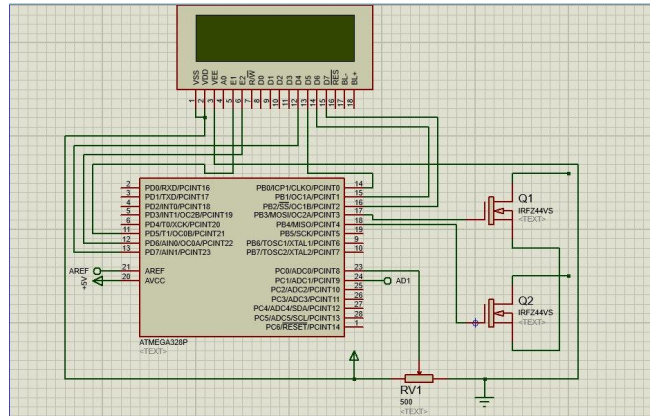 VSS VDD VEE A0 E1 E2 R/W D0 D1 D2 D3 D4 D5 D6 D7 RES BL- BL+
1 2 3 4 5 6 7 8 9 10 11 12 13 14 15 16 17 18
2 PD0/RXD/PCINT16 PB0/ICP1/CLKO/PCINT0 14
3 PD1/TXD/PCINT17 PB1/OC1A/PCINT1 15
4 PD2/INT0/PCINT18 PB2/SS/OC1B/PCINT2 16
5 PD3/INT1/OC2B/PCINT19 PB3/MOSI/OC2A/PCINT3 17
6 PD4/T0/XCK/PCINT20 PB4/MISO/PCINT4 18
11 PD5/T1/OC0B/PCINT21 PB5/SCK/PCINT5 19
12 PD6/AIN0/OC0A/PCINT22 PB6/TOSC1/XTAL1/PCINT6 9
13 PD7/AIN1/PCINT23 PB7/TOSC2/XTAL2/PCINT7 10
AREF 21 AREF PC0/ADC0/PCINT8 23
+5V 20 AVCC PC1/ADC1/PCINT9 24 AD1
PC2/ADC2/PCINT10 25
PC3/ADC3/PCINT11 26
PC4/ADC4/SDA/PCINT12 27
PC5/ADC5/SCL/PCINT13 28
PC6/RESET/PCINT14 1
ATMEGA328P
<TEXT>
Q1
IRFZ44VS
<TEXT>
Q2
IRFZ44VS
<TEXT>
RV1
500
<TEXT>